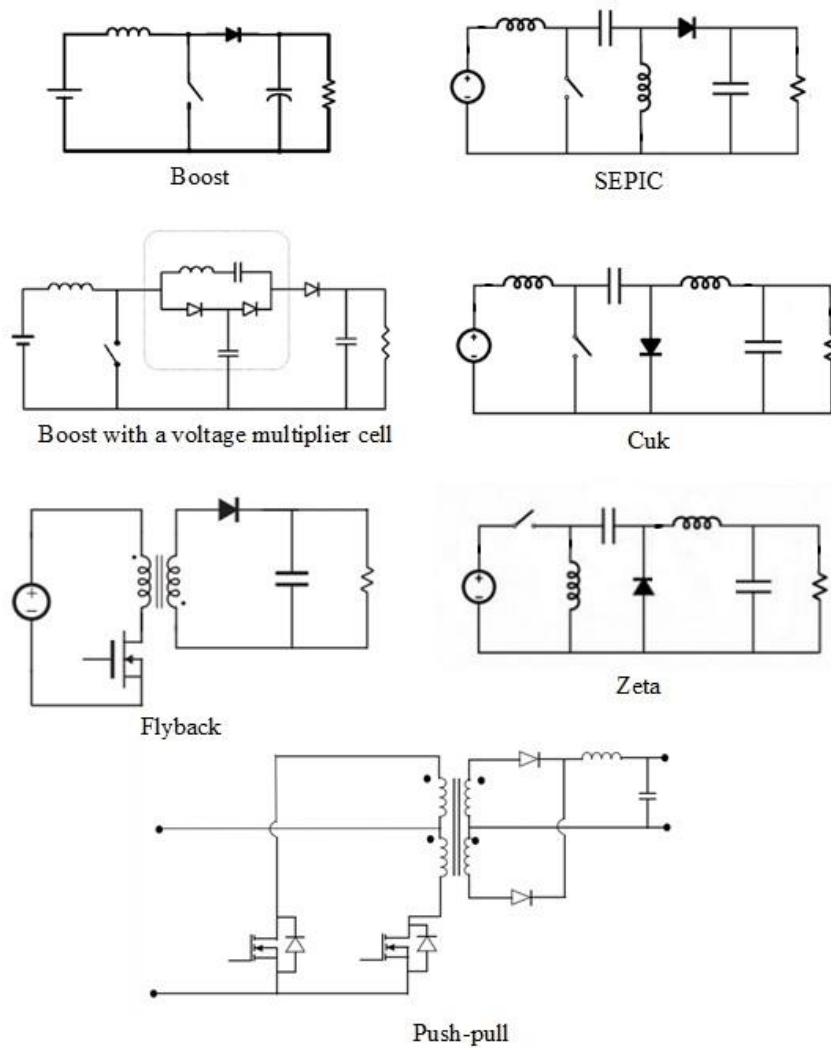 Boost
SEPIC
Boost with a voltage multiplier cell
Cuk
Flyback
Zeta
Push-pull